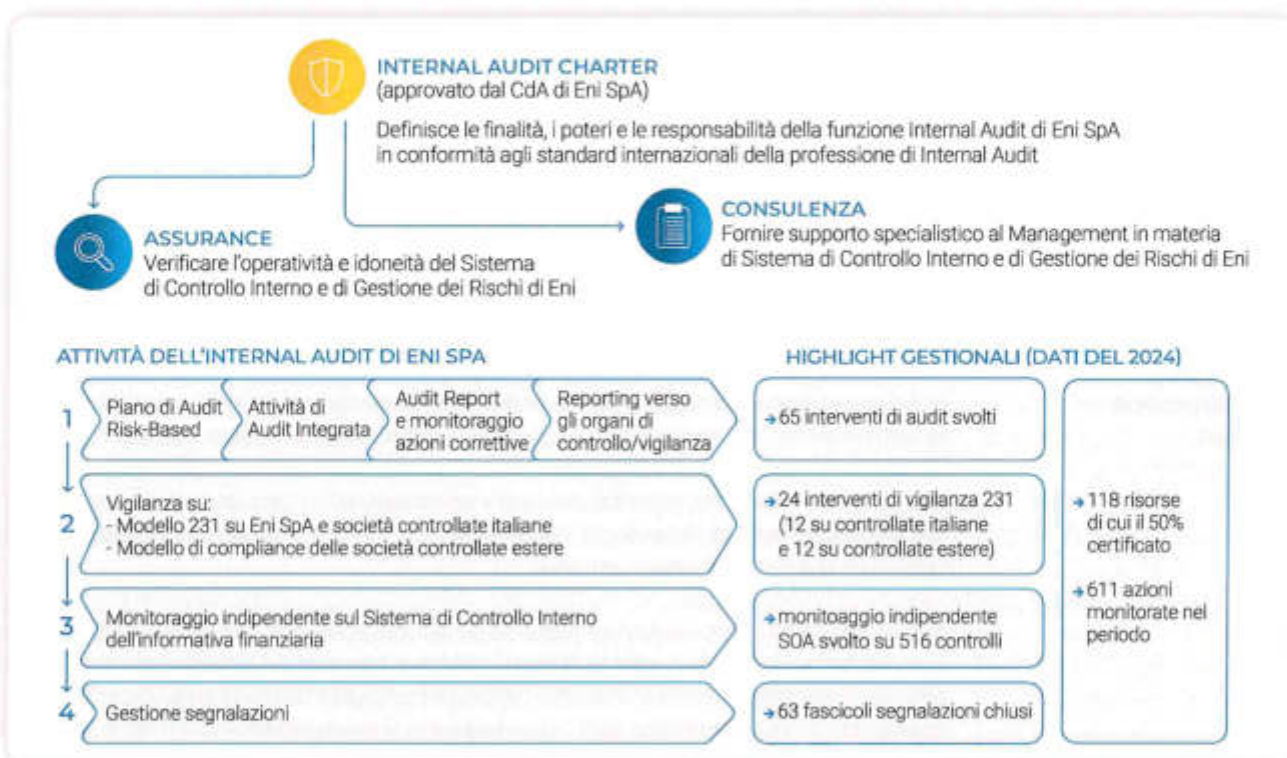 INTERNAL AUDIT CHARTER
(approvato dal CdA di Eni SpA)
Definisce le finalità, i poteri e le responsabilità della funzione Internal Audit di Eni SpA
in conformità agli standard internazionali della professione di Internal Audit
ASSURANCE
Verificare l'operatività e idoneità del Sistema
di Controllo Interno e di Gestione dei Rischi di Eni
CONSULENZA
Fornire supporto specialistico al Management in materia
di Sistema di Controllo Interno e di Gestione dei Rischi di Eni
ATTIVITÀ DELL'INTERNAL AUDIT DI ENI SPA
1
Piano di Audit
Risk-Based
Attività di
Audit Integrata
Audit Report
e monitoraggio
azioni correttive
Reporting verso
gli organi di
controllo/vigilanza
2
Vigilanza su:
- Modello 231 su Eni SpA e società controllate italiane
- Modello di compliance delle società controllate estere
3
Monitoraggio indipendente sul Sistema di Controllo Interno
dell'informativa finanziaria
4
Gestione segnalazioni
HIGHLIGHT GESTIONALI (DATI DEL 2024)
→ 65 interventi di audit svolti
→ 24 interventi di vigilanza 231
(12 su controllate italiane
e 12 su controllate estere)
→ monitoaggio indipendente
SOA svolto su 516 controlli
→ 63 fascicoli segnalazioni chiusi
→ 118 risorse
di cui il 50%
certificato
→ 611 azioni
monitorate nel
periodo